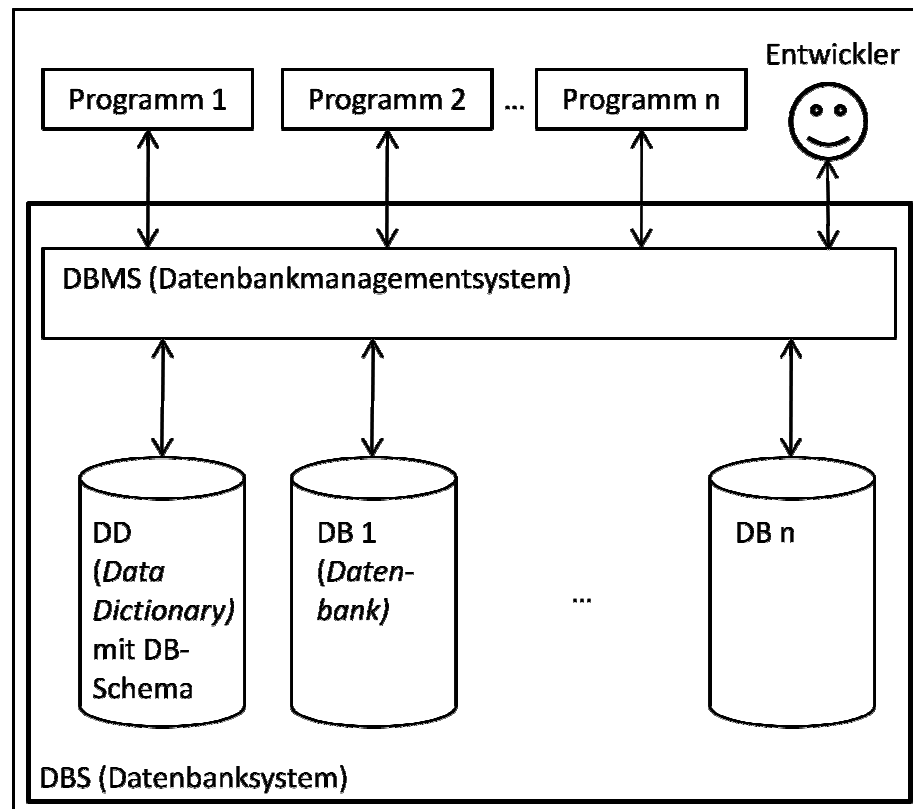 Entwickler
Programm 1
Programm 2
...
Programm n
DBMS (Datenbankmanagementsystem)
DD
(Data
Dictionary)
mit DB-
Schema
DB 1
(Daten-
bank)
...
DB n
DBS (Datenbanksystem)